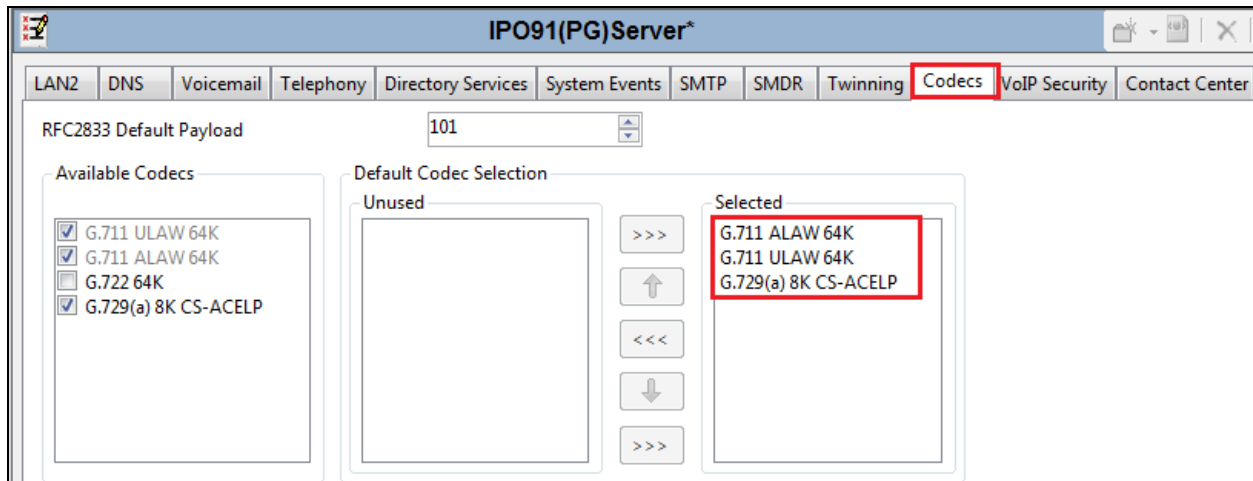 IPO91(PG)Server*
LAN2 DNS Voicemail Telephony Directory Services System Events SMTP SMDR Twinning Codecs VoIP Security Contact Center
RFC2833 Default Payload 101
Available Codecs
G.711 ULAW 64K
G.711 ALAW 64K
G.722 64K
G.729(a) 8K CS-ACELP
Default Codec Selection
Unused
>>>
<<<
>>>
Selected
G.711 ALAW 64K
G.711 ULAW 64K
G.729(a) 8K CS-ACELP